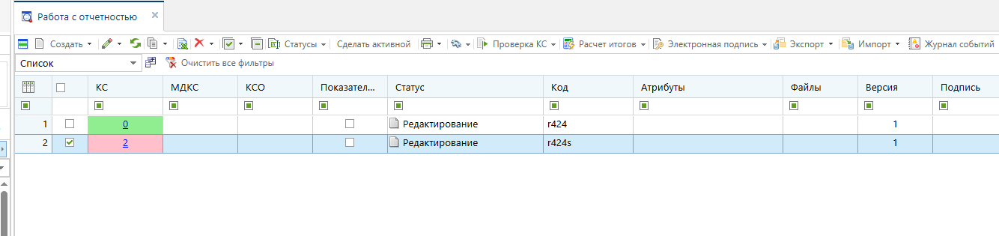 Работа с отчетностью
Создать Статусы Сделать активной Проверка КС Расчет итогов Электронная подпись Экспорт Импорт Журнал событий
Список Очистить все фильтры
КС МДКС КСО Показател... Статус Код Атрибуты Файлы Версия Подпись
1 0 Редактирование r424 1
2 2 Редактирование r424s 1